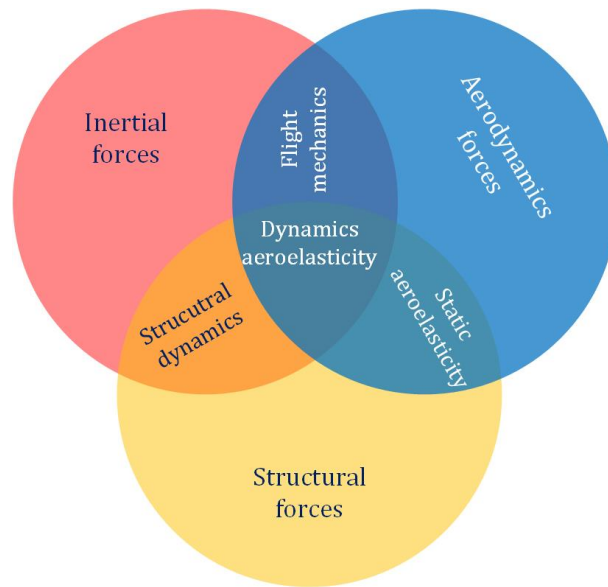 Inertial
forces
Flight
mechanics
Aerodynamics
forces
Dynamics
aeroelasticity
Strucutral
dynamics
Static
aeroelasticity
Structural
forces